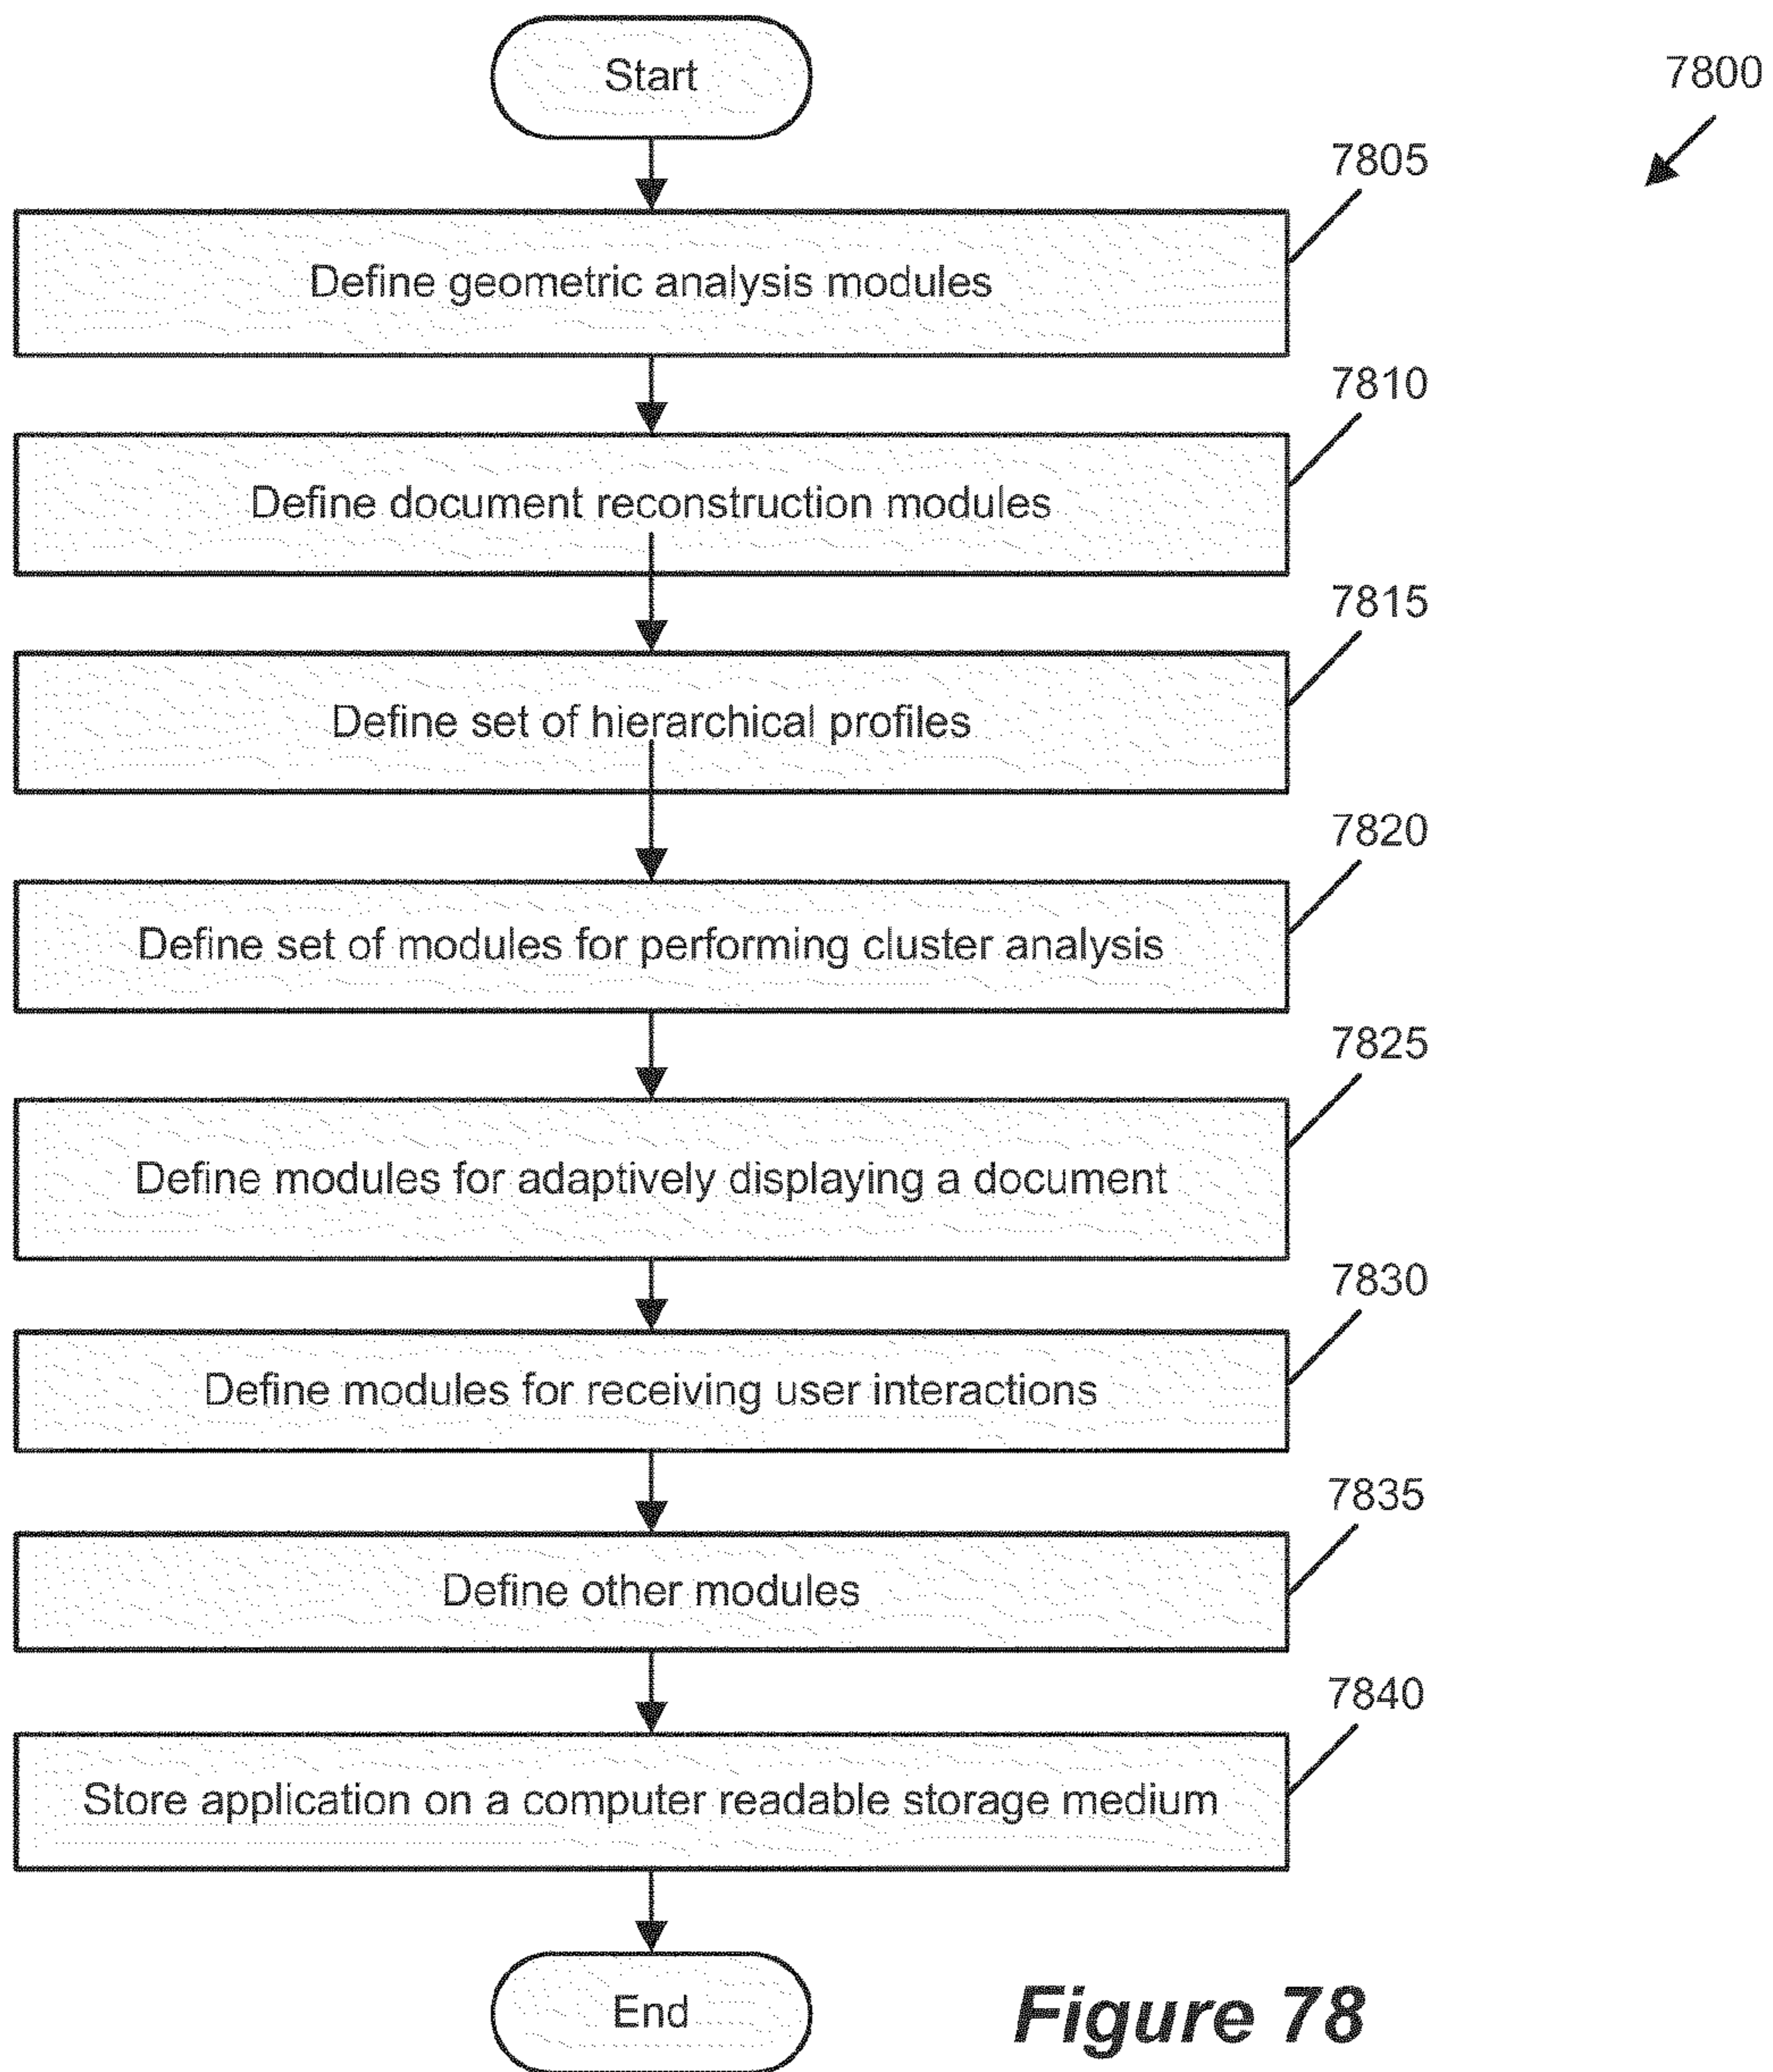 Start
7800
7805
Define geometric analysis modules
7810
Define document reconstruction modules
7815
Define set of hierarchical profiles
7820
Define set of modules for performing cluster analysis
7825
Define modules for adaptively displaying a document
7830
Define modules for receiving user interactions
7835
Define other modules
7840
Store application on a computer readable storage medium
End
Figure 78